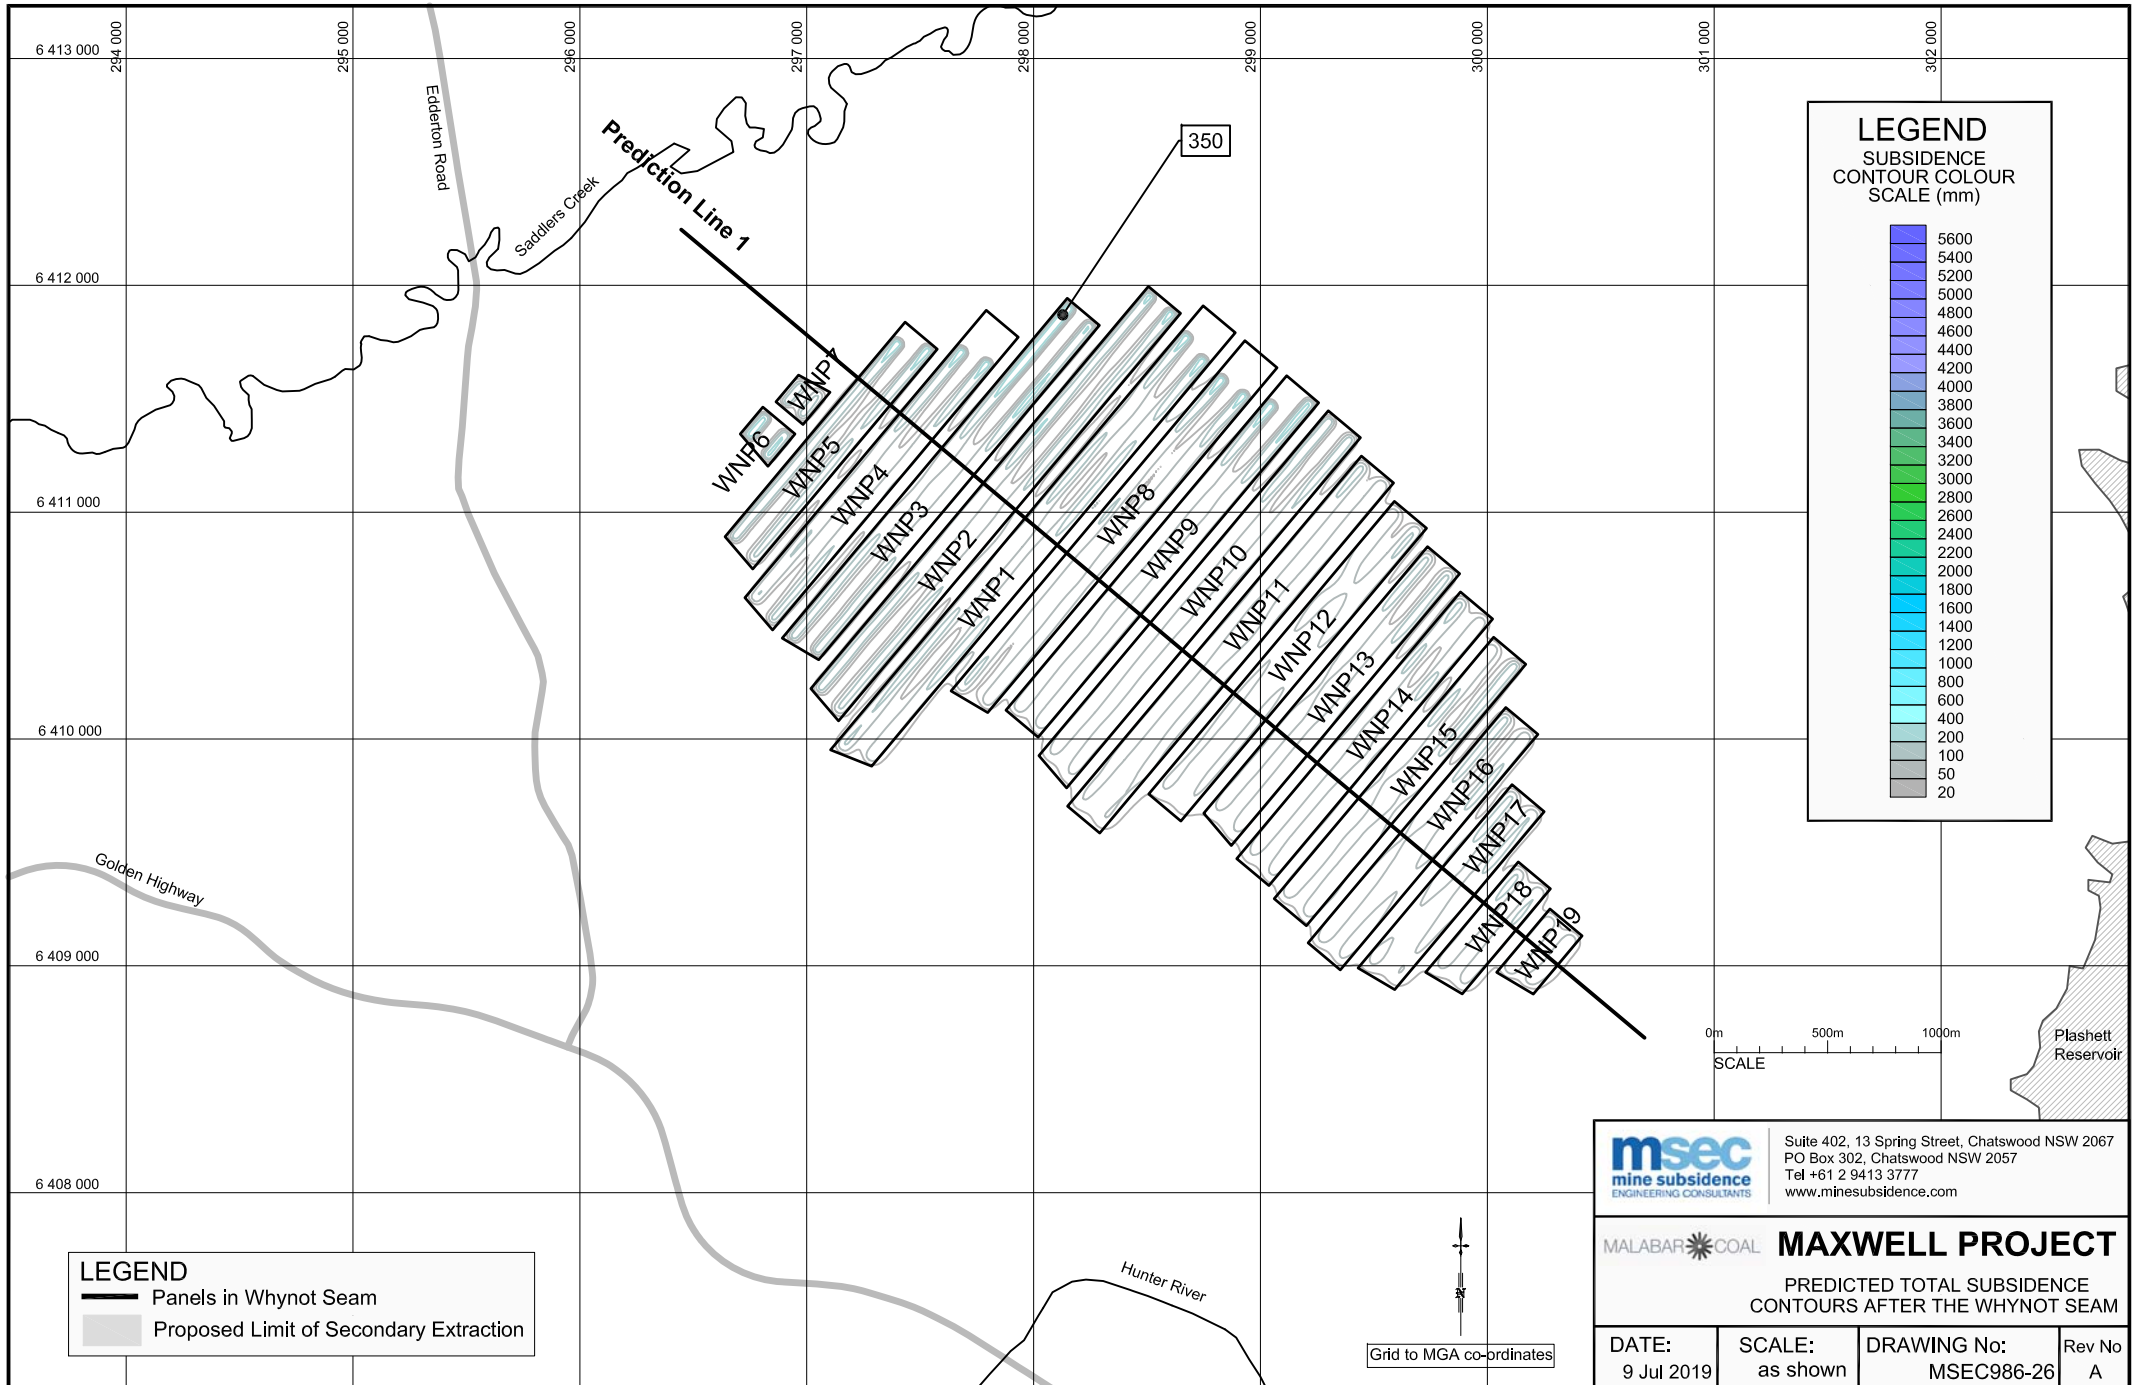 294 000
295 000
296 000
297 000
298 000
299 000
300 000
301 000
302 000
6 413 000
6 412 000
6 411 000
6 410 000
6 409 000
6 408 000
Edderton Road
Saddlers Creek
Prediction Line 1
350
WNP7
WNP6
WNP5
WNP4
WNP3
WNP2
WNP1
WNP8
WNP9
WNP10
WNP11
WNP12
WNP13
WNP14
WNP15
WNP16
WNP17
WNP18
WNP19
Golden Highway
Hunter River
Plashett
Reservoir
LEGEND
SUBSIDENCE
CONTOUR COLOUR
SCALE (mm)
5600
5400
5200
5000
4800
4600
4400
4200
4000
3800
3600
3400
3200
3000
2800
2600
2400
2200
2000
1800
1600
1400
1200
1000
800
600
400
200
100
50
20
0m 500m 1000m
SCALE
LEGEND
Panels in Whynot Seam
Proposed Limit of Secondary Extraction
N
Grid to MGA co-ordinates
msec
mine subsidence
ENGINEERING CONSULTANTS
Suite 402, 13 Spring Street, Chatswood NSW 2067
PO Box 302, Chatswood NSW 2057
Tel +61 2 9413 3777
www.minesubsidence.com
MALABAR COAL
MAXWELL PROJECT
PREDICTED TOTAL SUBSIDENCE
CONTOURS AFTER THE WHYNOT SEAM
DATE:
9 Jul 2019
SCALE:
as shown
DRAWING No:
MSEC986-26
Rev No
A